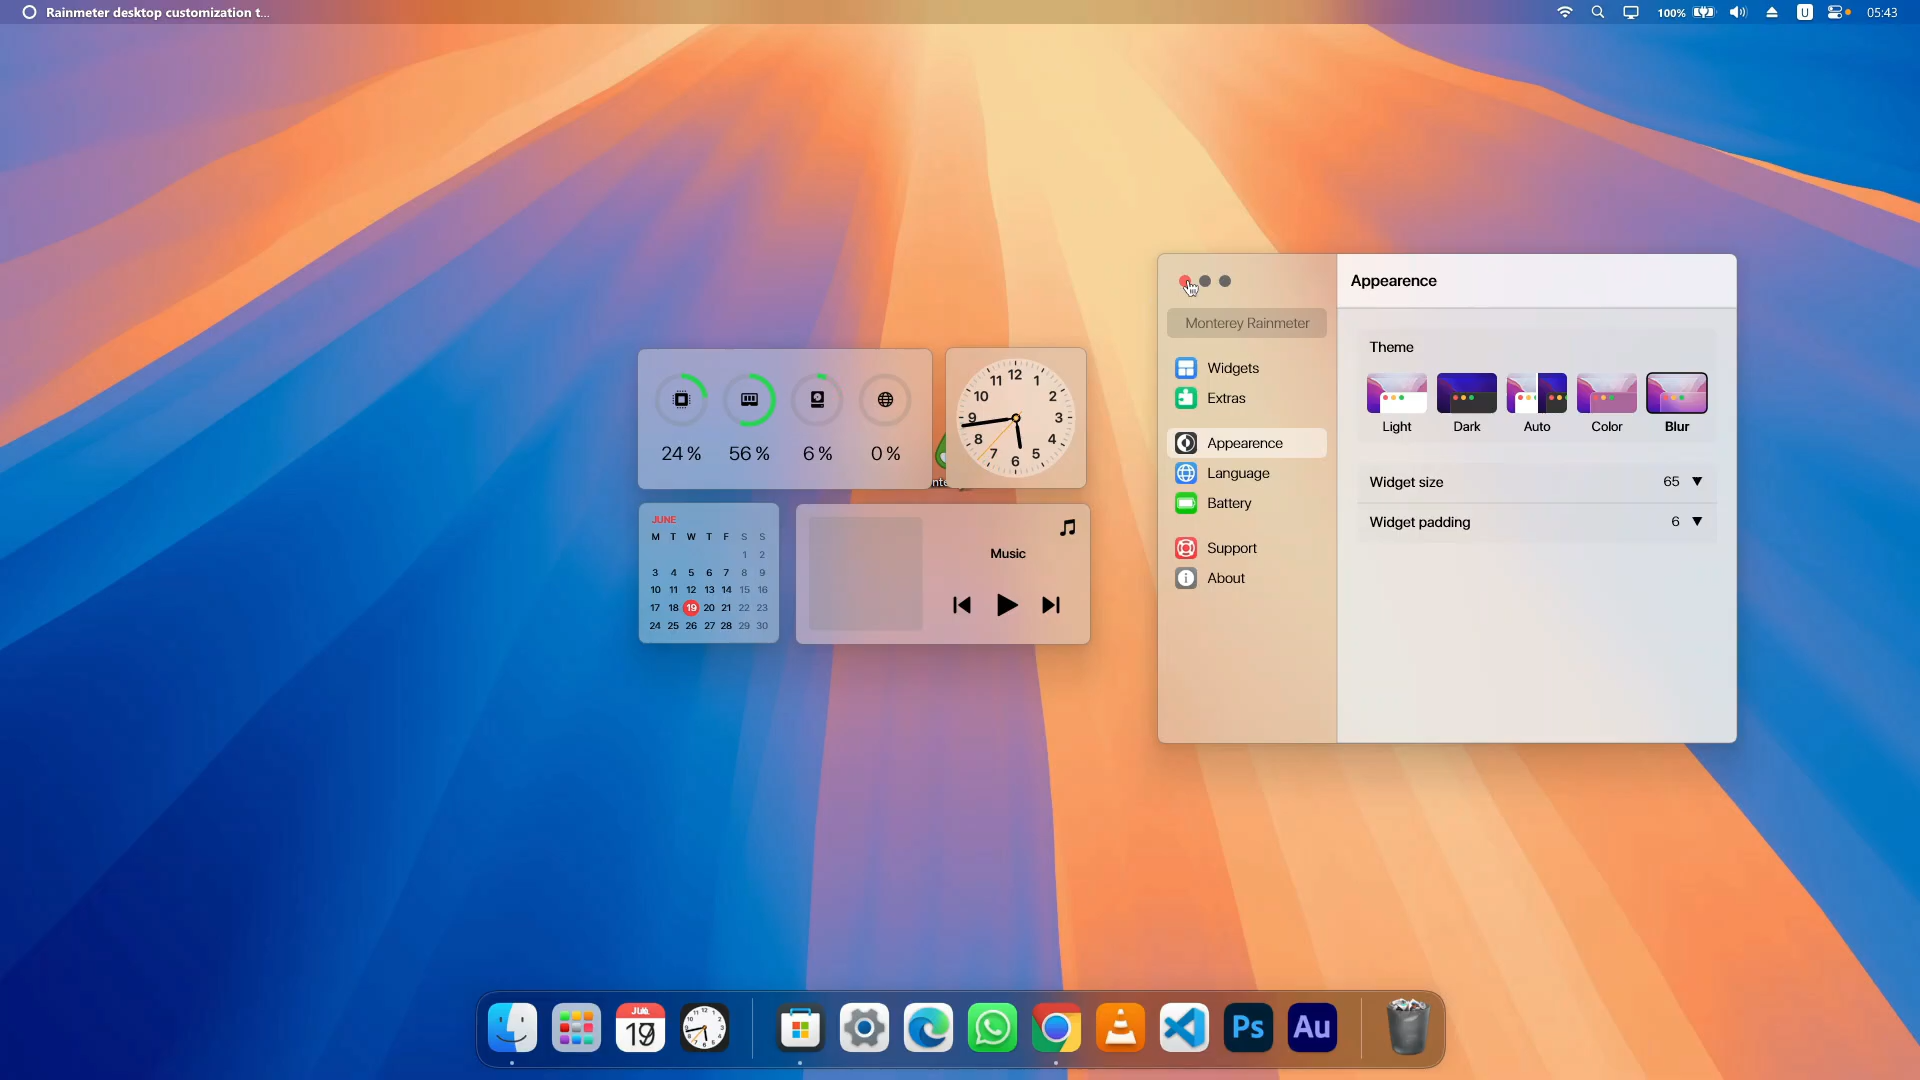 Rainmeter desktop customization t...
100%
U
05:43
24 %
56 %
6 %
0 %
12
1
2
3
4
5
6
7
8
9
10
11
JUNE
M T W T F S S
1 2
3 4 5 6 7 8 9
10 11 12 13 14 15 16
17 18 19 20 21 22 23
24 25 26 27 28 29 30
Music
Monterey Rainmeter
Widgets
Extras
Appearence
Language
Battery
Support
About
Appearence
Theme
Light Dark Auto Color Blur
Widget size 65
Widget padding 6
19
Ps
Au